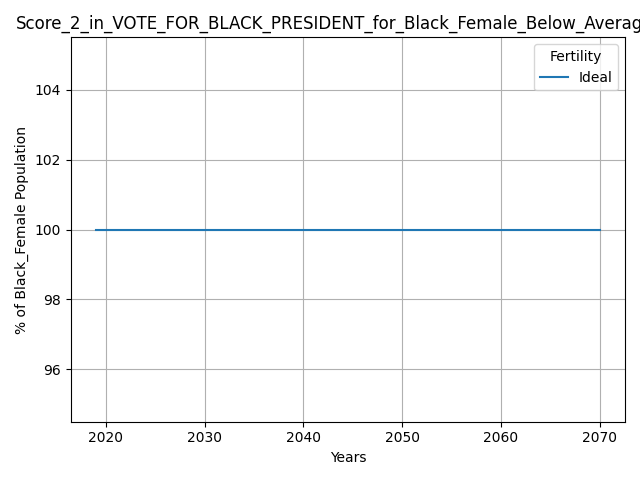 Score_2_in_VOTE_FOR_BLACK_PRESIDENT_for_Black_Female_Below_Averag
Fertility
Ideal
104
102
100
98
96
% of Black_Female Population
2020 2030 2040 2050 2060 2070
Years